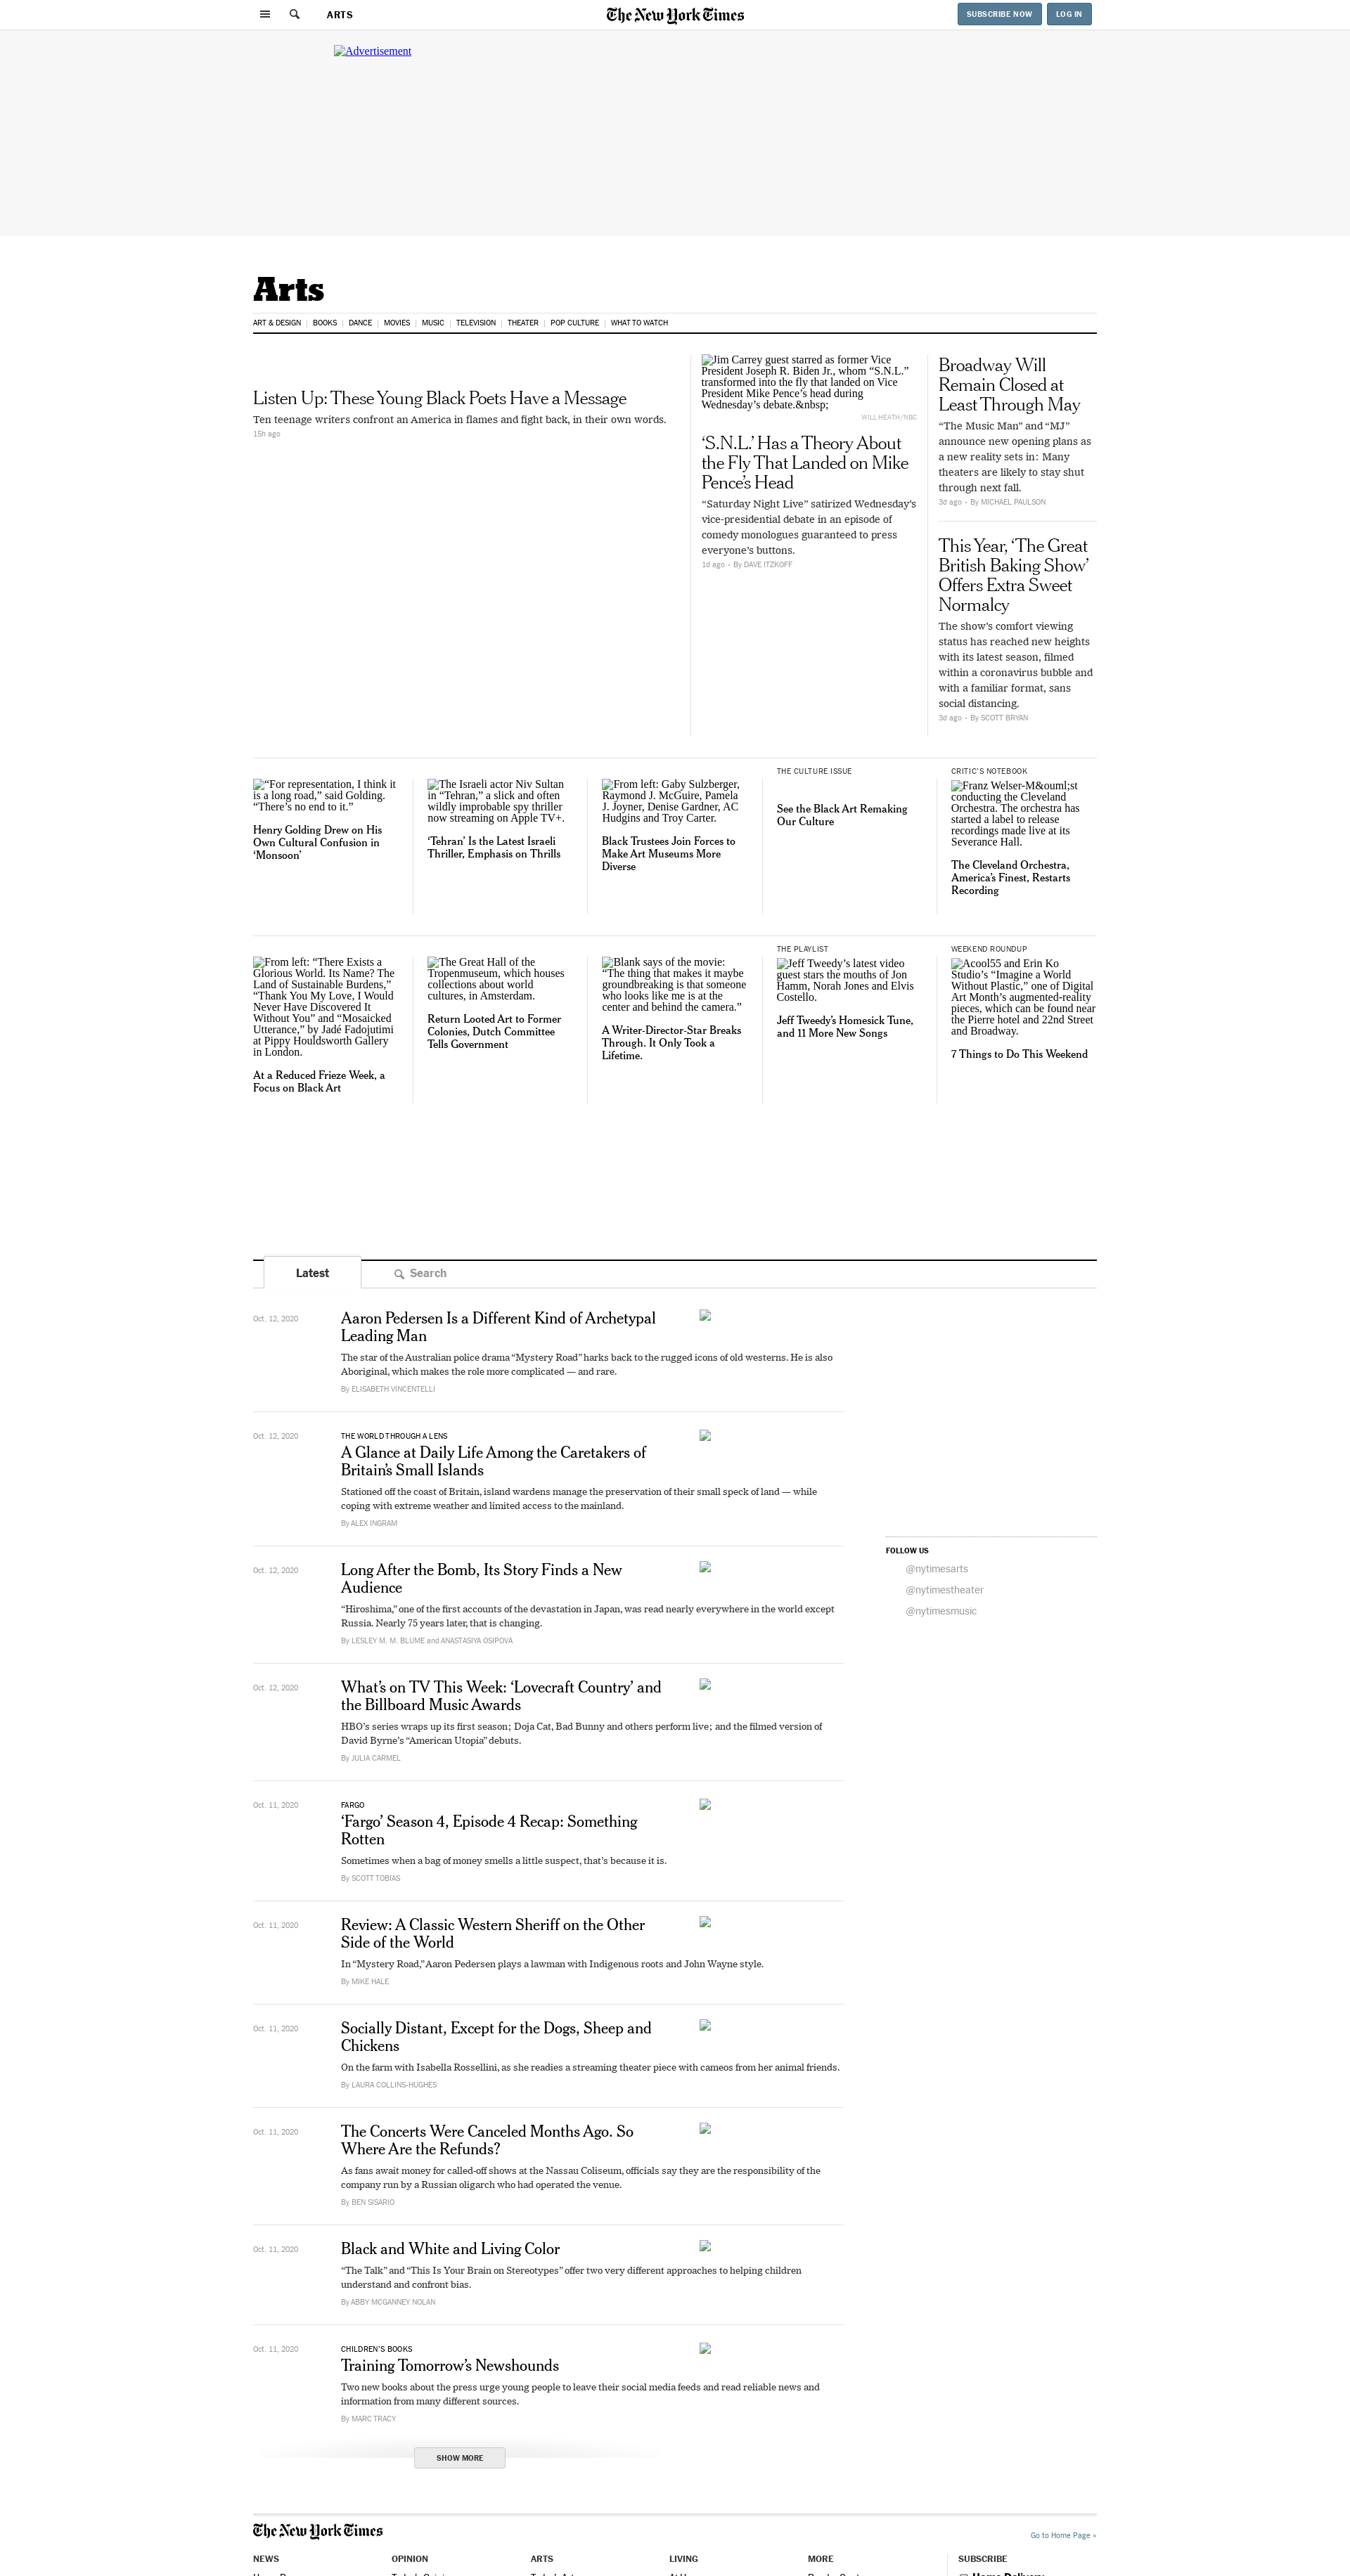 ARTS
The New York Times
SUBSCRIBE NOW
LOG IN
Advertisement
Arts
ART & DESIGN
BOOKS
DANCE
MOVIES
MUSIC
TELEVISION
THEATER
POP CULTURE
WHAT TO WATCH
Listen Up: These Young Black Poets Have a Message
Ten teenage writers confront an America in flames and fight back, in their own words.
15h ago
Jim Carrey guest starred as former Vice
President Joseph R. Biden Jr., whom “S.N.L.”
transformed into the fly that landed on Vice
President Mike Pence’s head during
Wednesday’s debate.&nbsp;
WILL HEATH/NBC
‘S.N.L.’ Has a Theory About
the Fly That Landed on Mike
Pence’s Head
“Saturday Night Live” satirized Wednesday’s
vice-presidential debate in an episode of
comedy monologues guaranteed to press
everyone’s buttons.
1d ago • By DAVE ITZKOFF
Broadway Will
Remain Closed at
Least Through May
“The Music Man” and “MJ”
announce new opening plans as
a new reality sets in: Many
theaters are likely to stay shut
through next fall.
3d ago • By MICHAEL PAULSON
This Year, ‘The Great
British Baking Show’
Offers Extra Sweet
Normalcy
The show’s comfort viewing
status has reached new heights
with its latest season, filmed
within a coronavirus bubble and
with a familiar format, sans
social distancing.
3d ago • By SCOTT BRYAN
“For representation, I think it
is a long road,” said Golding.
“There’s no end to it.”
Henry Golding Drew on His
Own Cultural Confusion in
‘Monsoon’
The Israeli actor Niv Sultan
in “Tehran,” a slick and often
wildly improbable spy thriller
now streaming on Apple TV+.
‘Tehran’ Is the Latest Israeli
Thriller, Emphasis on Thrills
From left: Gaby Sulzberger,
Raymond J. McGuire, Pamela
J. Joyner, Denise Gardner, AC
Hudgins and Troy Carter.
Black Trustees Join Forces to
Make Art Museums More
Diverse
THE CULTURE ISSUE
See the Black Art Remaking
Our Culture
CRITIC’S NOTEBOOK
Franz Welser-M&ouml;st
conducting the Cleveland
Orchestra. The orchestra has
started a label to release
recordings made live at its
Severance Hall.
The Cleveland Orchestra,
America’s Finest, Restarts
Recording
From left: “There Exists a
Glorious World. Its Name? The
Land of Sustainable Burdens,”
“Thank You My Love, I Would
Never Have Discovered It
Without You” and “Mosaicked
Utterance,” by Jadé Fadojutimi
at Pippy Houldsworth Gallery
in London.
At a Reduced Frieze Week, a
Focus on Black Art
The Great Hall of the
Tropenmuseum, which houses
collections about world
cultures, in Amsterdam.
Return Looted Art to Former
Colonies, Dutch Committee
Tells Government
Blank says of the movie:
“The thing that makes it maybe
groundbreaking is that someone
who looks like me is at the
center and behind the camera.”
A Writer-Director-Star Breaks
Through. It Only Took a
Lifetime.
THE PLAYLIST
Jeff Tweedy’s latest video
guest stars the mouths of Jon
Hamm, Norah Jones and Elvis
Costello.
Jeff Tweedy’s Homesick Tune,
and 11 More New Songs
WEEKEND ROUNDUP
Acool55 and Erin Ko
Studio’s “Imagine a World
Without Plastic,” one of Digital
Art Month’s augmented-reality
pieces, which can be found near
the Pierre hotel and 22nd Street
and Broadway.
7 Things to Do This Weekend
Latest
Search
Oct. 12, 2020
Aaron Pedersen Is a Different Kind of Archetypal
Leading Man
The star of the Australian police drama “Mystery Road” harks back to the rugged icons of old westerns. He is also
Aboriginal, which makes the role more complicated — and rare.
By ELISABETH VINCENTELLI
Oct. 12, 2020
THE WORLD THROUGH A LENS
A Glance at Daily Life Among the Caretakers of
Britain’s Small Islands
Stationed off the coast of Britain, island wardens manage the preservation of their small speck of land — while
coping with extreme weather and limited access to the mainland.
By ALEX INGRAM
FOLLOW US
@nytimesarts
@nytimestheater
@nytimesmusic
Oct. 12, 2020
Long After the Bomb, Its Story Finds a New
Audience
“Hiroshima,” one of the first accounts of the devastation in Japan, was read nearly everywhere in the world except
Russia. Nearly 75 years later, that is changing.
By LESLEY M. M. BLUME and ANASTASIYA OSIPOVA
Oct. 12, 2020
What’s on TV This Week: ‘Lovecraft Country’ and
the Billboard Music Awards
HBO’s series wraps up its first season; Doja Cat, Bad Bunny and others perform live; and the filmed version of
David Byrne’s “American Utopia” debuts.
By JULIA CARMEL
Oct. 11, 2020
FARGO
‘Fargo’ Season 4, Episode 4 Recap: Something
Rotten
Sometimes when a bag of money smells a little suspect, that’s because it is.
By SCOTT TOBIAS
Oct. 11, 2020
Review: A Classic Western Sheriff on the Other
Side of the World
In “Mystery Road,” Aaron Pedersen plays a lawman with Indigenous roots and John Wayne style.
By MIKE HALE
Oct. 11, 2020
Socially Distant, Except for the Dogs, Sheep and
Chickens
On the farm with Isabella Rossellini, as she readies a streaming theater piece with cameos from her animal friends.
By LAURA COLLINS-HUGHES
Oct. 11, 2020
The Concerts Were Canceled Months Ago. So
Where Are the Refunds?
As fans await money for called-off shows at the Nassau Coliseum, officials say they are the responsibility of the
company run by a Russian oligarch who had operated the venue.
By BEN SISARIO
Oct. 11, 2020
Black and White and Living Color
“The Talk” and “This Is Your Brain on Stereotypes” offer two very different approaches to helping children
understand and confront bias.
By ABBY MCGANNEY NOLAN
Oct. 11, 2020
CHILDREN’S BOOKS
Training Tomorrow’s Newshounds
Two new books about the press urge young people to leave their social media feeds and read reliable news and
information from many different sources.
By MARC TRACY
SHOW MORE
The New York Times
Go to Home Page »
NEWS
OPINION
ARTS
LIVING
MORE
SUBSCRIBE